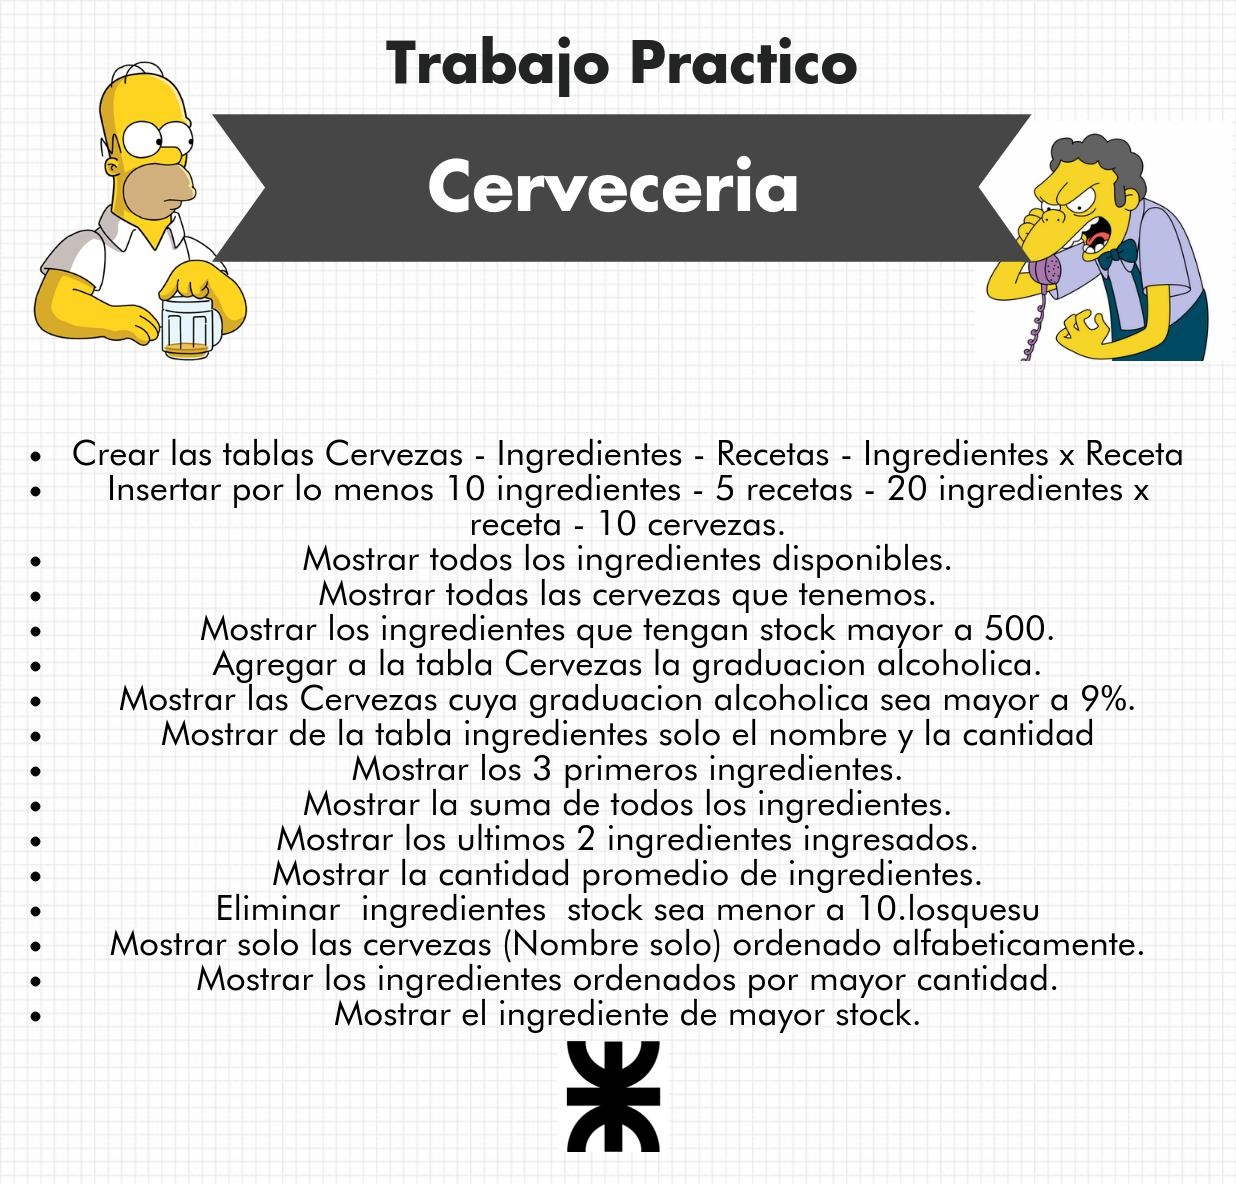 Trabajo Practico
Cerveceria
• Crear las tablas Cervezas - Ingredientes - Recetas - Ingredientes x Receta
• Insertar por lo menos 10 ingredientes - 5 recetas - 20 ingredientes x
receta - 10 cervezas.
• Mostrar todos los ingredientes disponibles.
• Mostrar todas las cervezas que tenemos.
• Mostrar los ingredientes que tengan stock mayor a 500.
• Agregar a la tabla Cervezas la graduacion alcoholica.
• Mostrar las Cervezas cuya graduacion alcoholica sea mayor a 9%.
• Mostrar de la tabla ingredientes solo el nombre y la cantidad
• Mostrar los 3 primeros ingredientes.
• Mostrar la suma de todos los ingredientes.
• Mostrar los ultimos 2 ingredientes ingresados.
• Mostrar la cantidad promedio de ingredientes.
• Eliminar  ingredientes  stock sea menor a 10.losquesu
• Mostrar solo las cervezas (Nombre solo) ordenado alfabeticamente.
• Mostrar los ingredientes ordenados por mayor cantidad.
• Mostrar el ingrediente de mayor stock.